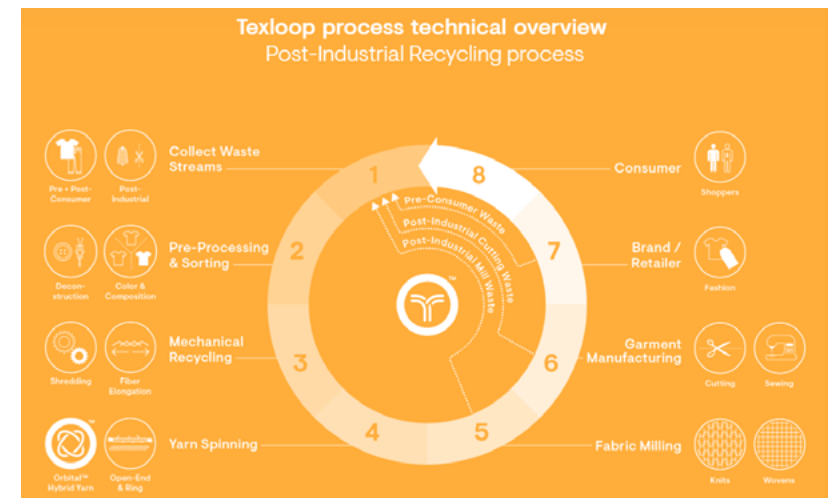 Texloop process technical overview
Post-Industrial Recycling process
Collect Waste
Streams
Pre + Post-
Consumer
Post-
Industrial
Pre-Processing
& Sorting
Decon-
struction
Color &
Composition
Mechanical
Recycling
Shredding
Fiber
Elongation
Yarn Spinning
Orbital™
Hybrid Yarn
Open-End
& Ring
1
2
3
4
5
6
7
8
Pre-Consumer Waste
Post-Industrial Cutting Waste
Post-Industrial Mill Waste
TM
Consumer
Shoppers
Brand /
Retailer
Fashion
Garment
Manufacturing
Cutting
Sewing
Fabric Milling
Knits
Wovens